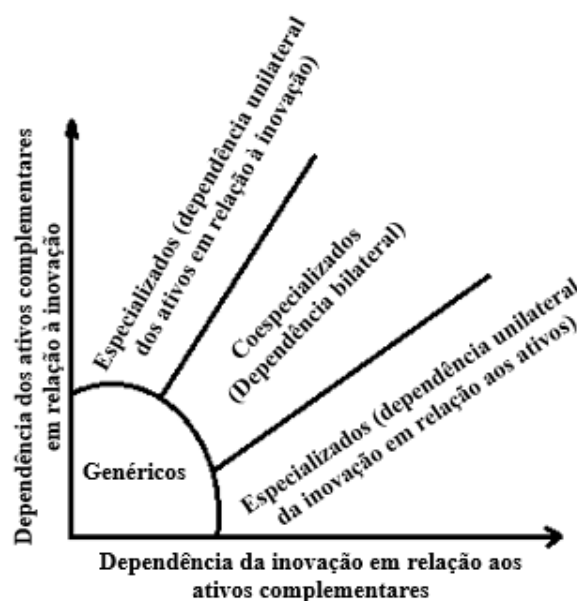 Dependência dos ativos complementares
em relação à inovação
Especializados (dependência unilateral
dos ativos em relação à inovação)
Coespecializados
(Dependência bilateral)
Especializados (dependência unilateral
da inovação em relação aos ativos)
Genéricos
Dependência da inovação em relação aos
ativos complementares